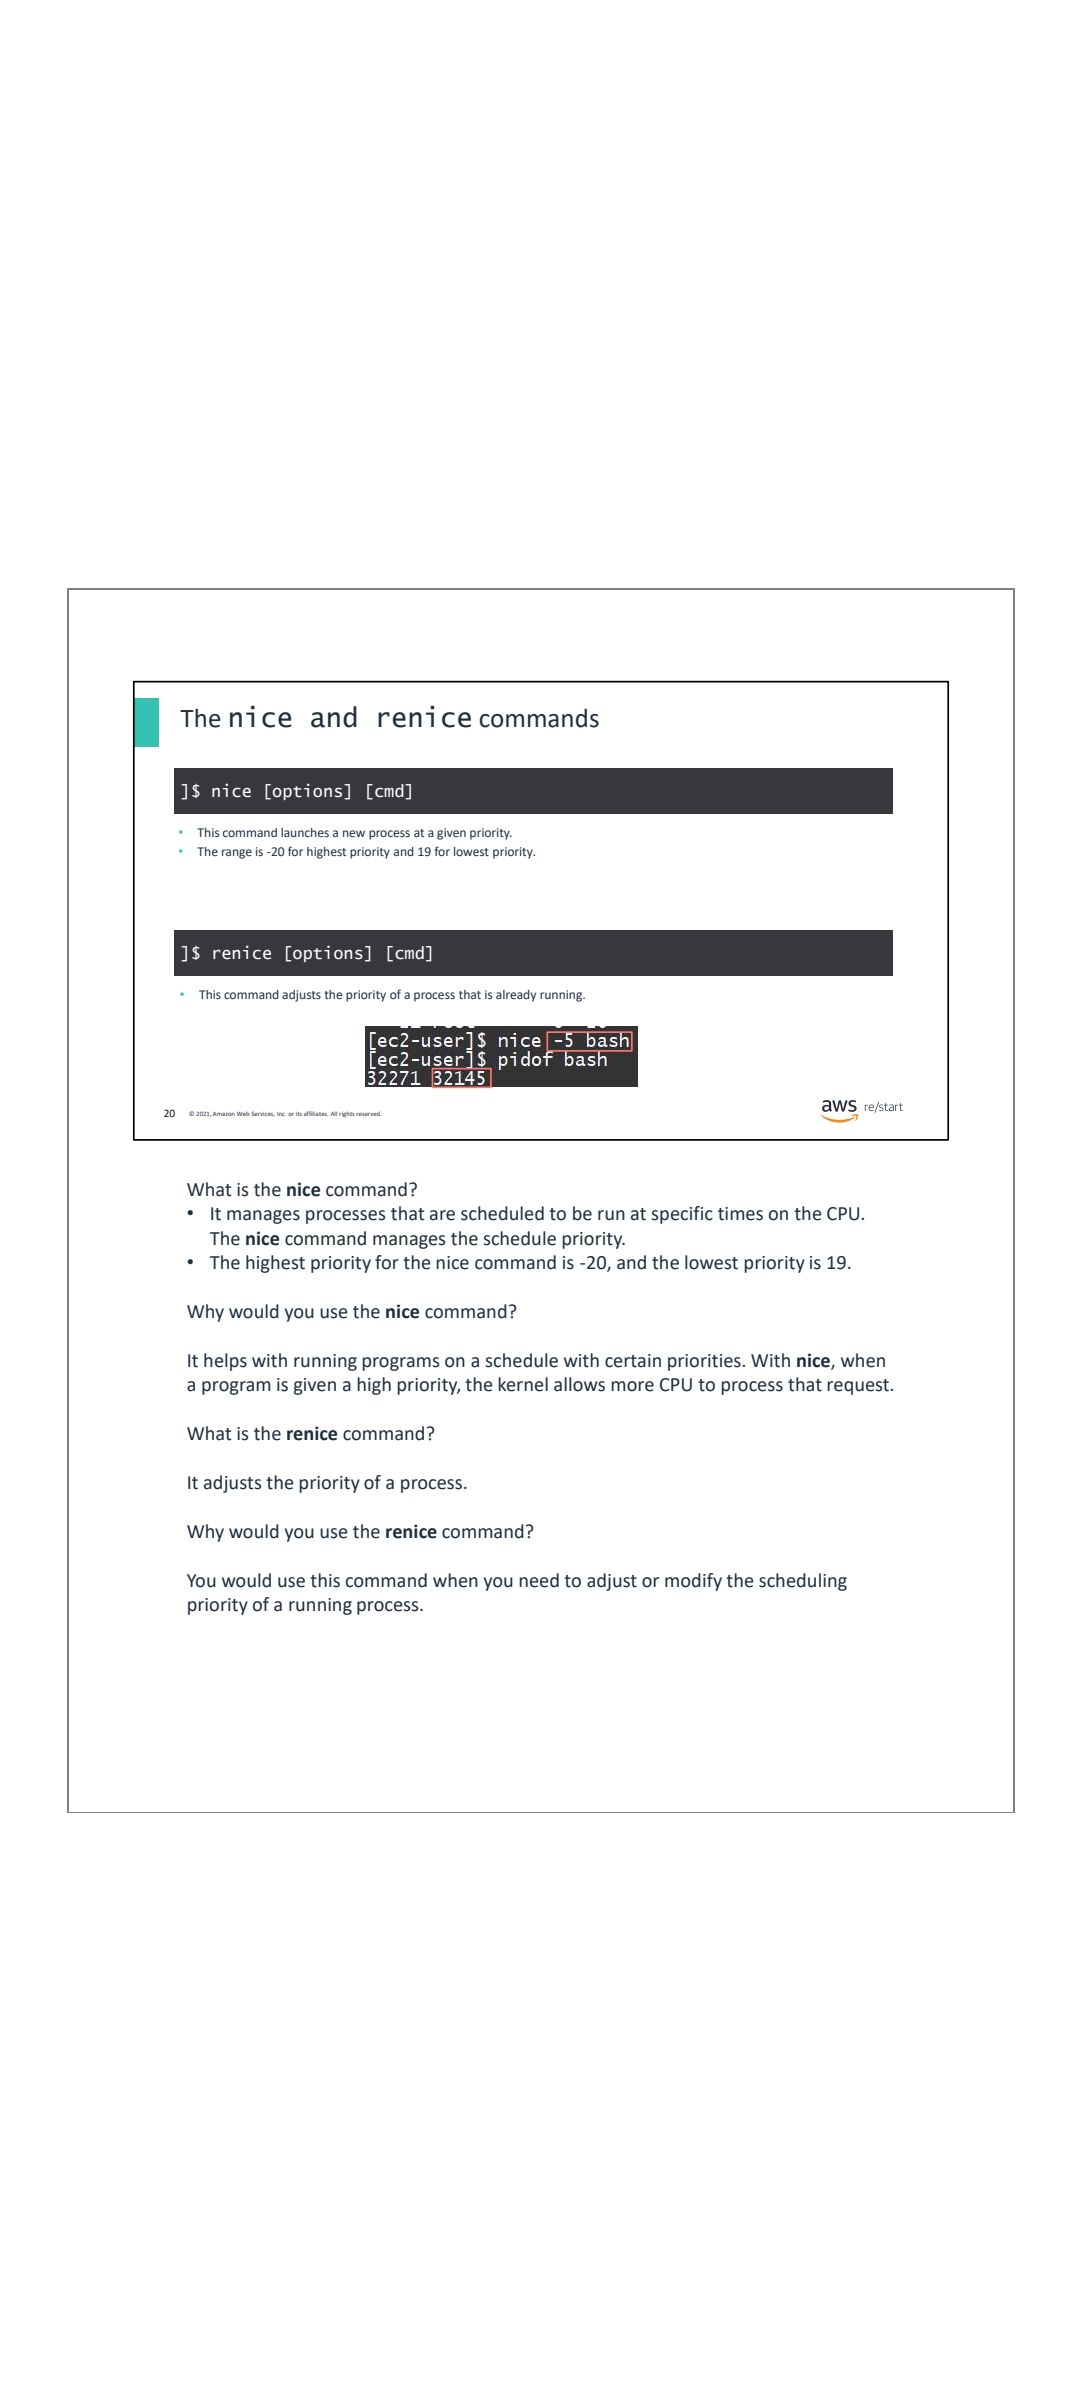 The nice and renice commands
]$ nice [options] [cmd]
• This command launches a new process at a given priority.
• The range is -20 for highest priority and 19 for lowest priority.
]$ renice [options] [cmd]
• This command adjusts the priority of a process that is already running.
[ec2-user]$ nice -5 bash
[ec2-user]$ pidof bash
32271 32145
20 © 2021, Amazon Web Services, Inc. or its affiliates. All rights reserved.
aws re/start
What is the nice command?
• It manages processes that are scheduled to be run at specific times on the CPU.
The nice command manages the schedule priority.
• The highest priority for the nice command is -20, and the lowest priority is 19.
Why would you use the nice command?
It helps with running programs on a schedule with certain priorities. With nice, when
a program is given a high priority, the kernel allows more CPU to process that request.
What is the renice command?
It adjusts the priority of a process.
Why would you use the renice command?
You would use this command when you need to adjust or modify the scheduling
priority of a running process.